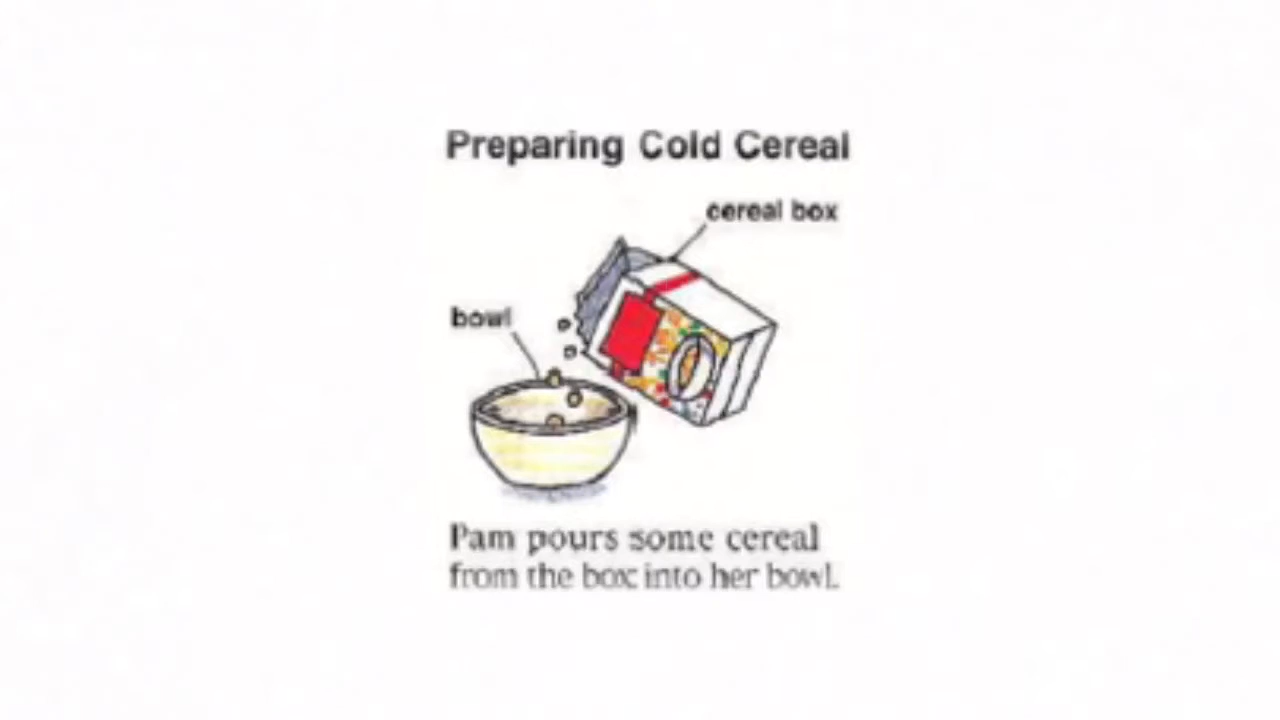 Preparing Cold Cereal
cereal box
bowl
Pam pours some cereal
from the box into her bowl.